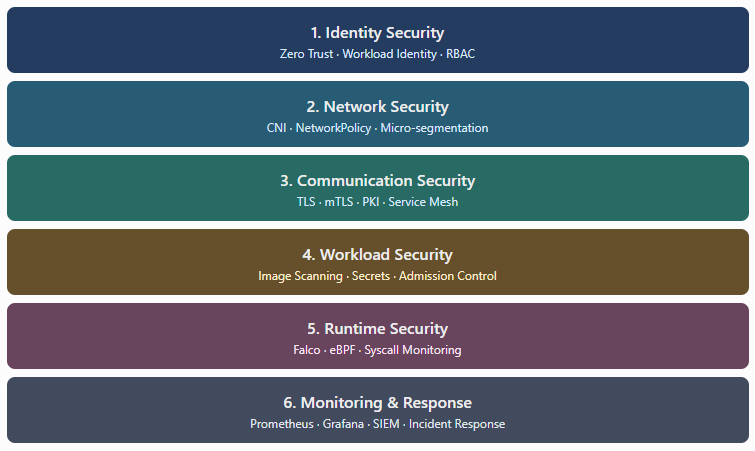 1. Identity Security
Zero Trust · Workload Identity · RBAC
2. Network Security
CNI · NetworkPolicy · Micro-segmentation
3. Communication Security
TLS · mTLS · PKI · Service Mesh
4. Workload Security
Image Scanning · Secrets · Admission Control
5. Runtime Security
Falco · eBPF · Syscall Monitoring
6. Monitoring & Response
Prometheus · Grafana · SIEM · Incident Response